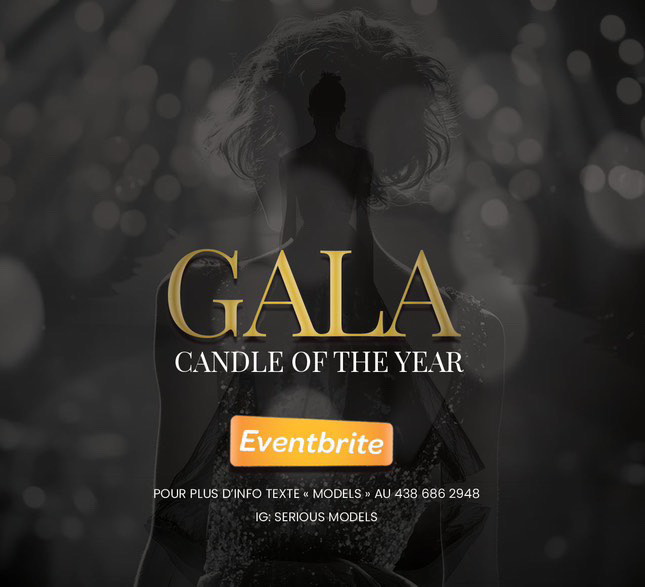 GALA
CANDLE OF THE YEAR
Eventbrite
POUR PLUS D'INFO TEXTE « MODELS » AU 438 686 2948
IG: SERIOUS MODELS